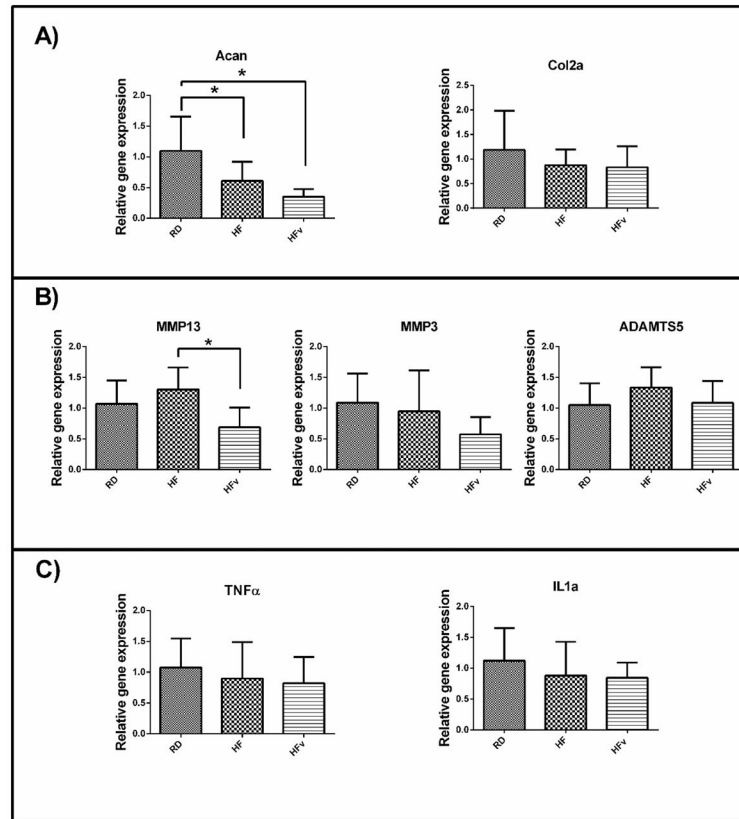 A)
Acan
Relative gene expression
2.0
1.5
1.0
0.5
0.0
*
*
RD
HF
HFv
Col2a
Relative gene expression
2.5
2.0
1.5
1.0
0.5
0.0
RD
HF
HFv
B)
MMP13
Relative gene expression
2.0
1.5
1.0
0.5
0.0
*
RD
HF
HFv
MMP3
Relative gene expression
2.0
1.5
1.0
0.5
0.0
RD
HF
HFv
ADAMTS5
Relative gene expression
2.0
1.5
1.0
0.5
0.0
RD
HF
HFv
C)
TNFα
Relative gene expression
2.0
1.5
1.0
0.5
0.0
RD
HF
HFv
IL1a
Relative gene expression
2.0
1.5
1.0
0.5
0.0
RD
HF
HFv